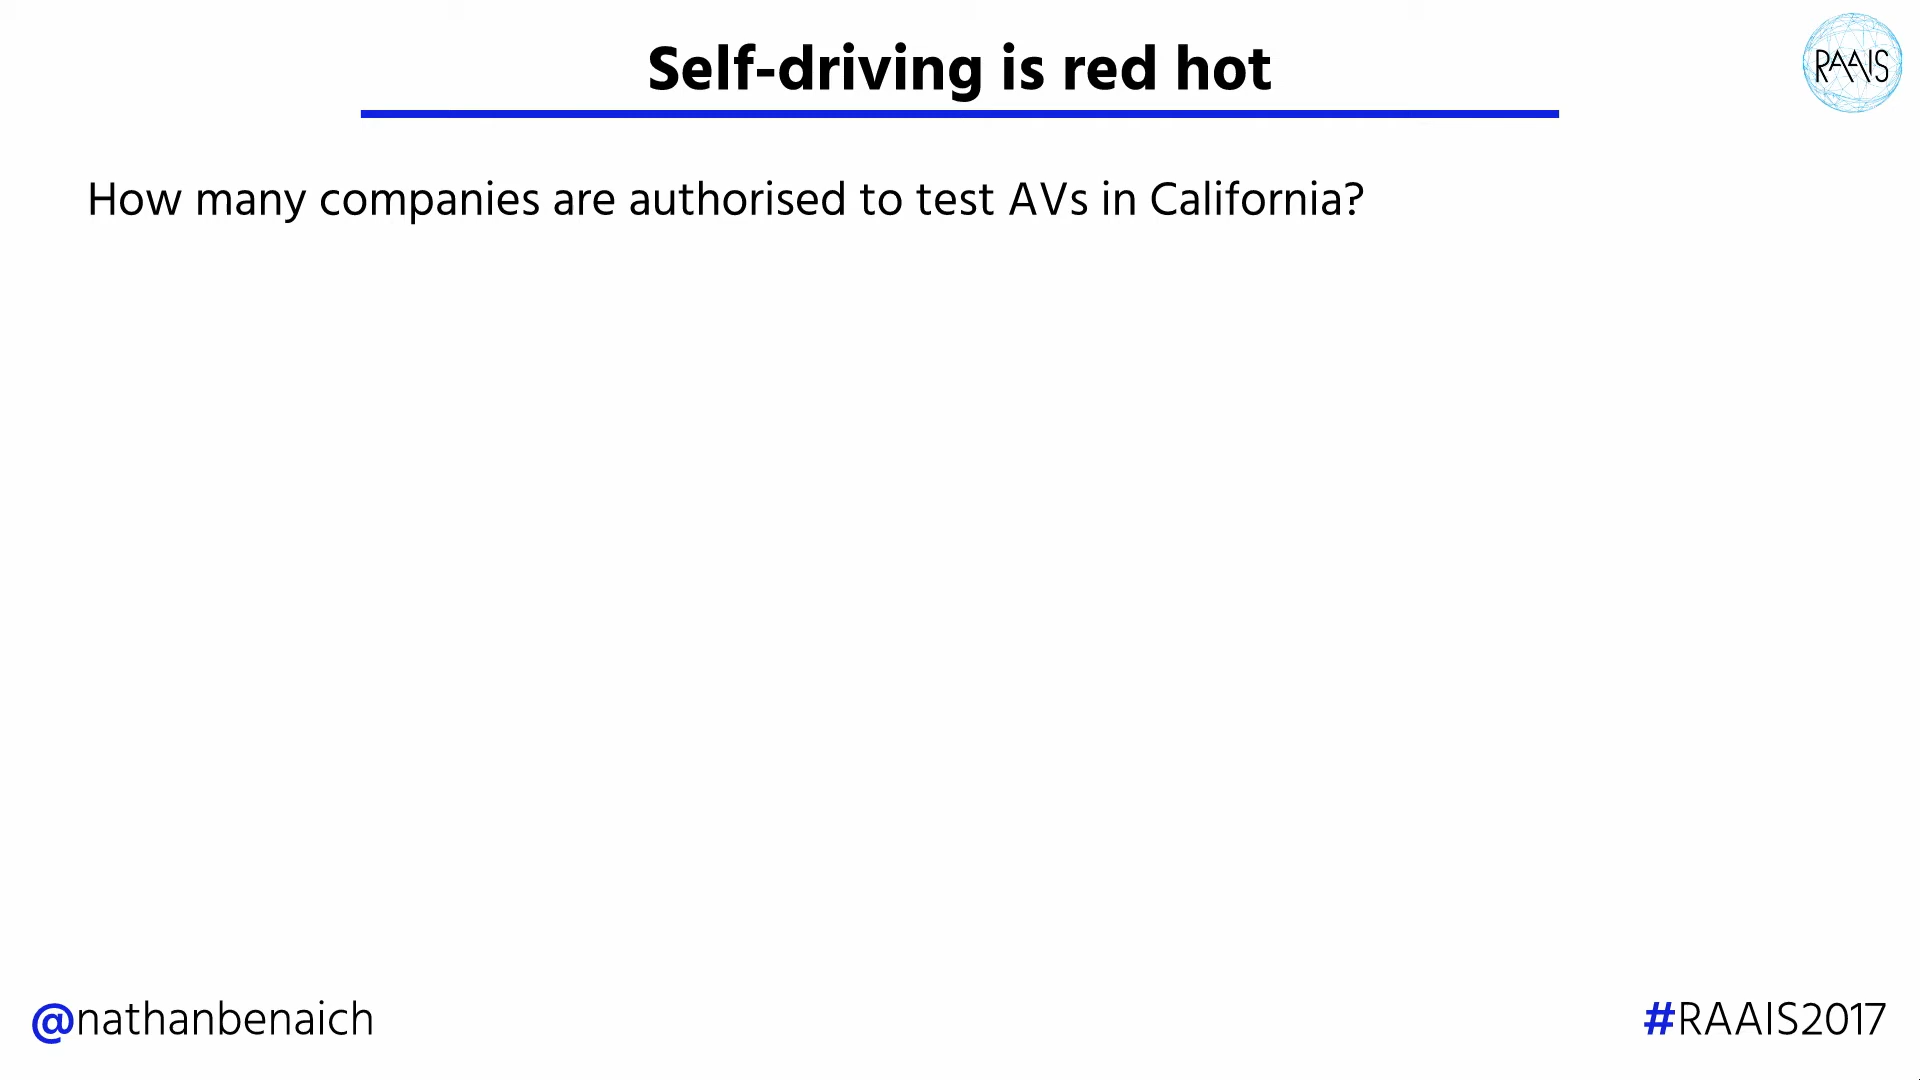 Self-driving is red hot
RAAIS
How many companies are authorised to test AVs in California?
@nathanbenaich
#RAAIS2017